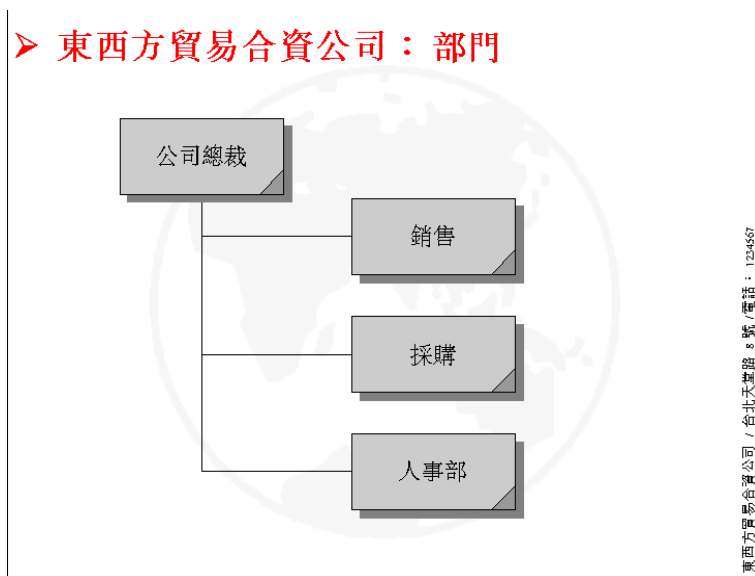 東西方貿易合資公司：部門
公司總裁
銷售
採購
人事部
東西方貿易合資公司 / 台北天堂路 8 號 /電話： 1234567